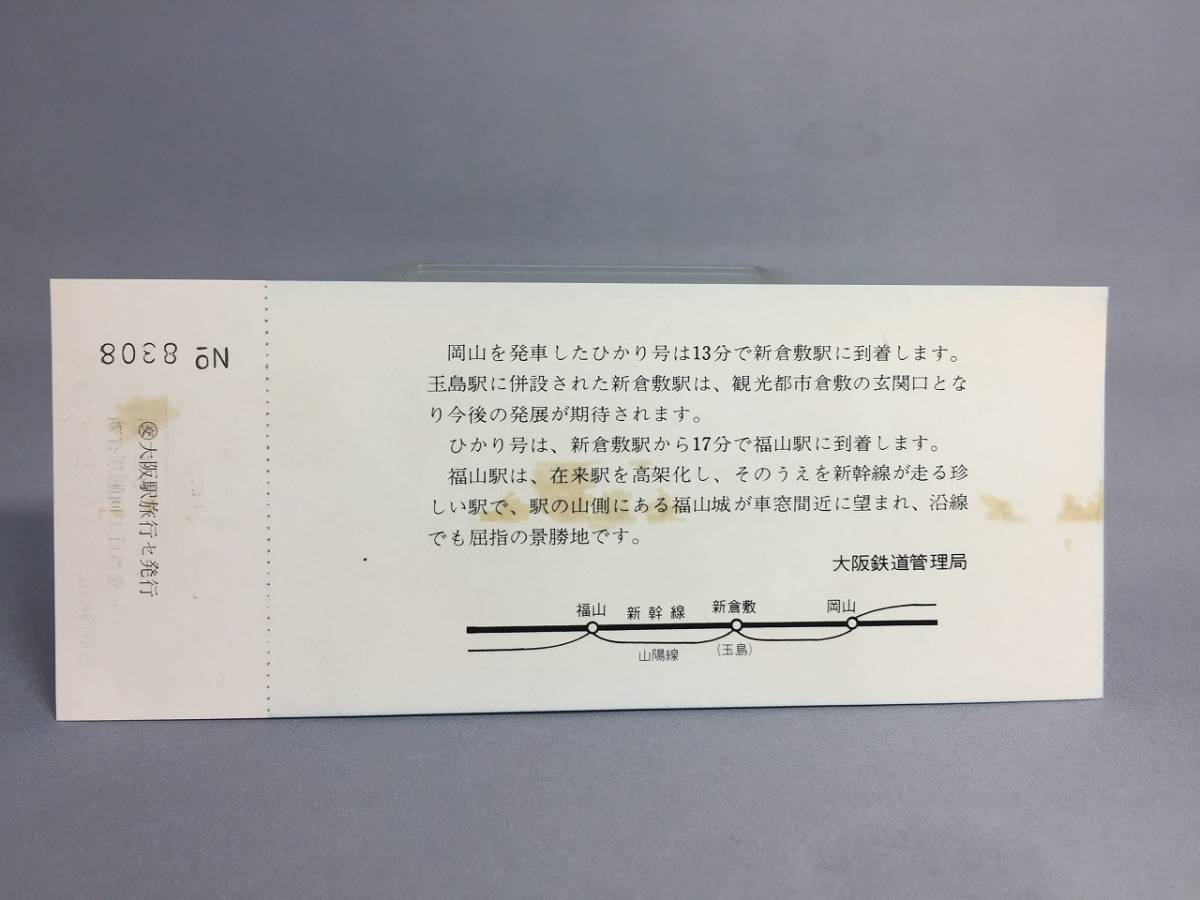 岡山を発車したひかり号は13分で新倉敷駅に到着します。
玉島駅に併設された新倉敷駅は、観光都市倉敷の玄関口とな
り今後の発展が期待されます。
ひかり号は、新倉敷駅から17分で福山駅に到着します。
福山駅は、在来駅を高架化し、そのうえを新幹線が走る珍
しい駅で、駅の山側にある福山城が車窓間近に望まれ、沿線
でも屈指の景勝地です。
大阪鉄道管理局
福山 新幹線 新倉敷 岡山
山陽線 (玉島)
№ 8308
大阪駅旅行セ発行